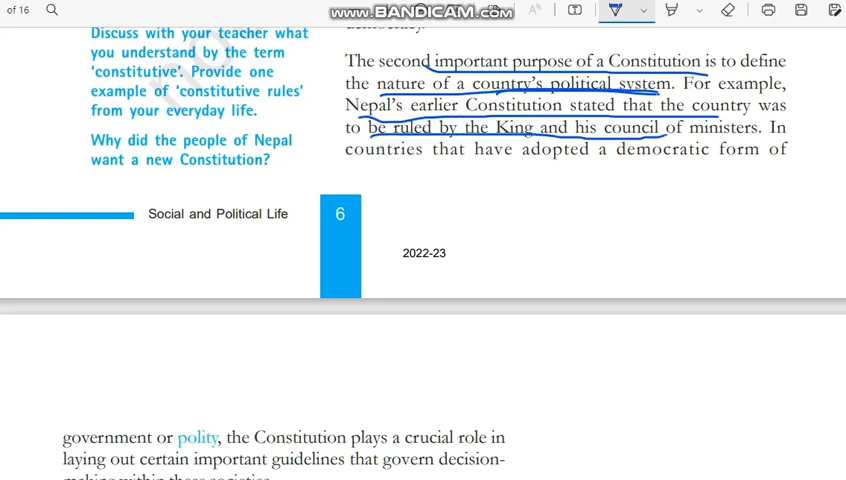 of 16
www.BANDICAM.com
democracy.
Discuss with your teacher what
you understand by the term
'constitutive'. Provide one
example of 'constitutive rules'
from your everyday life.
Why did the people of Nepal
want a new Constitution?
The second important purpose of a Constitution is to define
the nature of a country's political system. For example,
Nepal's earlier Constitution stated that the country was
to be ruled by the King and his council of ministers. In
countries that have adopted a democratic form of
Social and Political Life
6
2022-23
government or polity, the Constitution plays a crucial role in
laying out certain important guidelines that govern decision-
making within these societies.